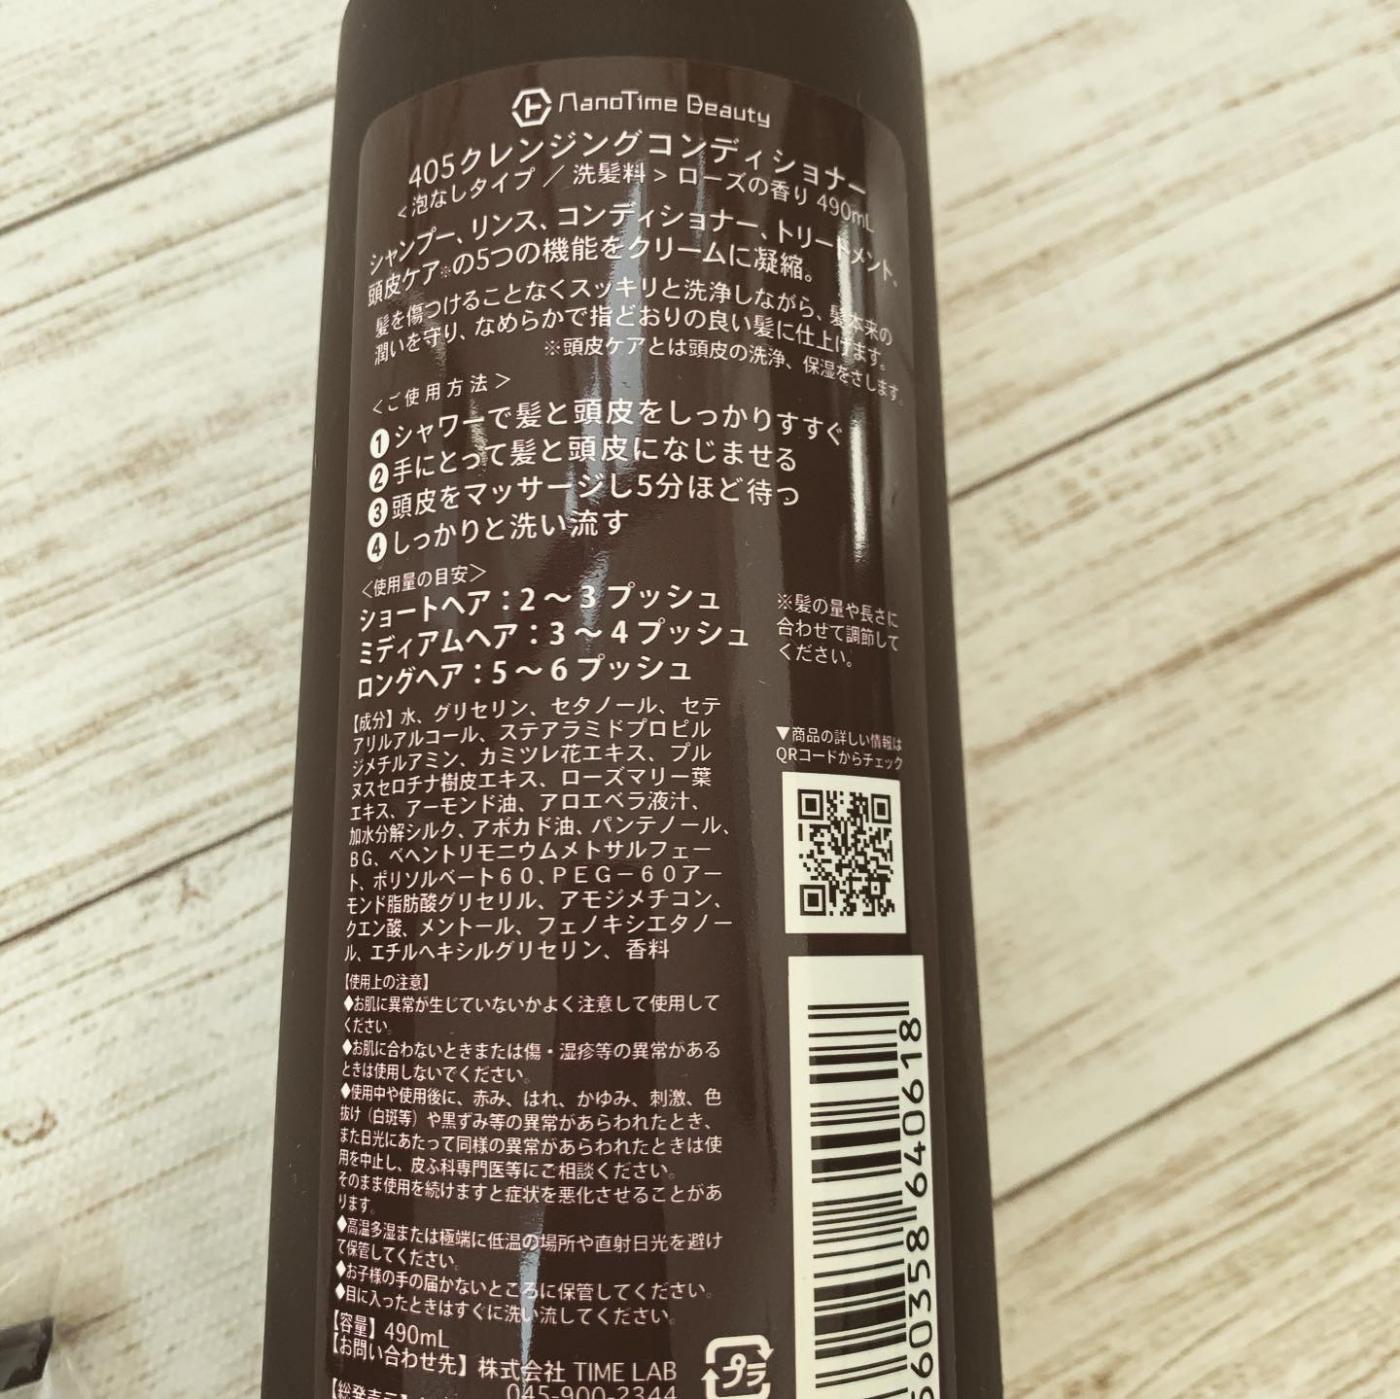 NanoTime Beauty
405クレンジングコンディショナー
<泡なしタイプ / 洗髪料> ローズの香り 490mL
シャンプー、リンス、コンディショナー、トリートメント、
頭皮ケア※の5つの機能をクリームに凝縮。
髪を傷つけることなくスッキリと洗浄しながら、髪本来の
潤いを守り、なめらかで指どおりの良い髪に仕上げます。
※頭皮ケアとは頭皮の洗浄、保湿をさします。
<ご使用方法>
❶シャワーで髪と頭皮をしっかりすすぐ
❷手にとって髪と頭皮になじませる
❸頭皮をマッサージし5分ほど待つ
❹しっかりと洗い流す
<使用量の目安>
ショートヘア：2～3プッシュ
ミディアムヘア：3～4プッシュ
ロングヘア：5～6プッシュ
※髪の量や長さに
合わせて調節して
ください。
【成分】水、グリセリン、セタノール、セテ
アリルアルコール、ステアラミドプロピル
ジメチルアミン、カミツレ花エキス、プル
ヌスセロチナ樹皮エキス、ローズマリー葉
エキス、アーモンド油、アロエベラ液汁、
加水分解シルク、アボカド油、パンテノール、
BG、ベヘントリモニウムメトサルフェー
ト、ポリソルベート60、PEG－60アー
モンド脂肪酸グリセリル、アモジメチコン、
クエン酸、メントール、フェノキシエタノー
ル、エチルヘキシルグリセリン、香料
▼商品の詳しい情報は
QRコードからチェック
【使用上の注意】
♦お肌に異常が生じていないかよく注意して使用して
ください。
♦お肌に合わないときまたは傷・湿疹等の異常がある
ときは使用しないでください。
♦使用中や使用後に、赤み、はれ、かゆみ、刺激、色
抜け（白斑等）や黒ずみ等の異常があらわれたとき、
また日光にあたって同様の異常があらわれたときは使
用を中止し、皮ふ科専門医等にご相談ください。
そのまま使用を続けますと症状を悪化させることがあ
ります。
♦高温多湿または極端に低温の場所や直射日光を避け
て保管してください。
♦お子様の手の届かないところに保管してください。
♦目に入ったときはすぐに洗い流してください。
【容量】490mL
【お問い合わせ先】株式会社 TIME LAB
045-900-2344
プラ
560358 640618